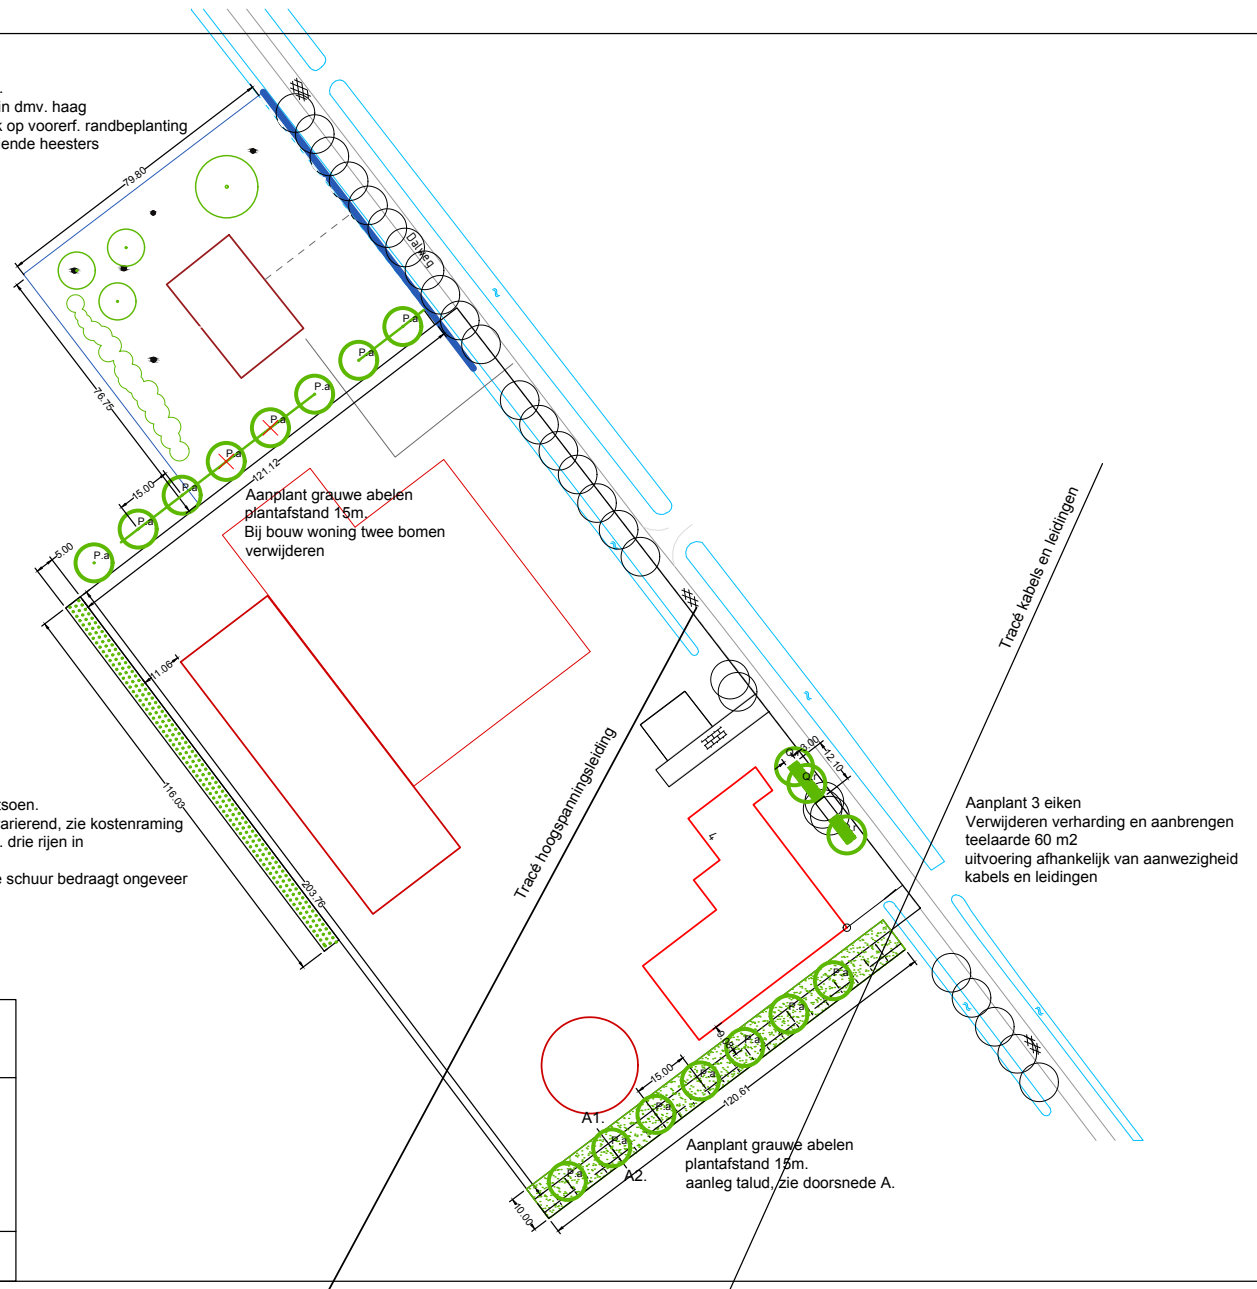 .
in dmv. haag
k op voorerf. randbeplanting
ende heesters
79.80
76.75
Dalweg
P.a
P.a
P.a
P.a
P.a
P.a
P.a
P.a
121.12
15.00
5.00
Aanplant grauwe abelen
plantafstand 15m.
Bij bouw woning twee bomen
verwijderen
11.06
116.03
203.76
tsoen.
arierend, zie kostenraming
. drie rijen in
e schuur bedraagt ongeveer
Tracé hoogspanningsleiding
Tracé kabels en leidingen
3.00
12.10
Aanplant 3 eiken
Verwijderen verharding en aanbrengen
teelaarde 60 m2
uitvoering afhankelijk van aanwezigheid
kabels en leidingen
P.a
P.a
P.a
P.a
P.a
P.a
P.a
15.00
120.61
10.00
A1.
A2.
Aanplant grauwe abelen
plantafstand 15m.
aanleg talud, zie doorsnede A.